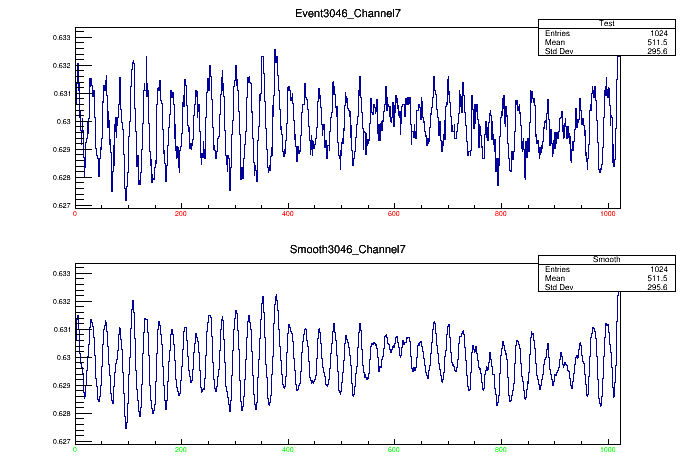 Event3046_Channel7
Test
Entries 1024
Mean 511.5
Std Dev 295.6
0.633
0.632
0.631
0.63
0.629
0.628
0.627
0 200 400 600 800 1000
Smooth3046_Channel7
Smooth
Entries 1024
Mean 511.5
Std Dev 295.6
0.633
0.632
0.631
0.63
0.629
0.628
0.627
0 200 400 600 800 1000